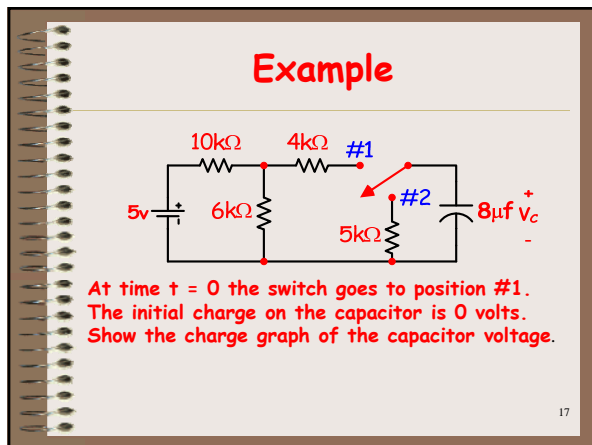 Example
10kΩ 4kΩ #1
5v + - 6kΩ #2 8μf + vc -
5kΩ
At time t = 0 the switch goes to position #1.
The initial charge on the capacitor is 0 volts.
Show the charge graph of the capacitor voltage.
17